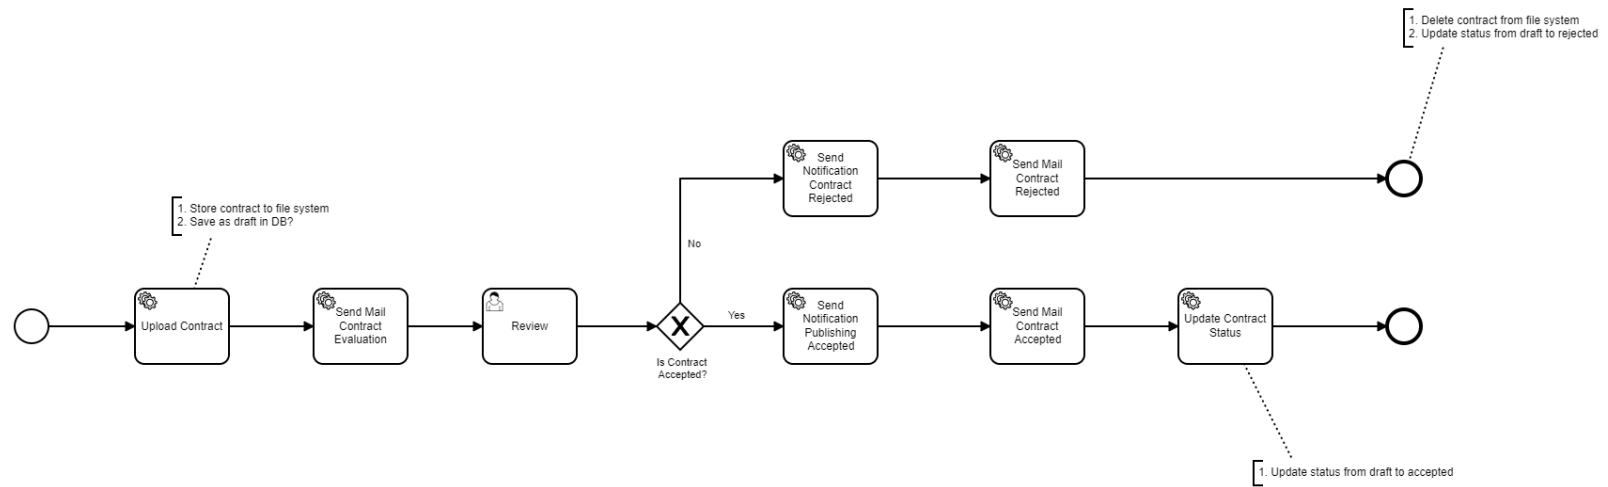 1. Delete contract from file system
2. Update status from draft to rejected
Send
Notification
Contract
Rejected
Send Mail
Contract
Rejected
1. Store contract to file system
2. Save as draft in DB?
No
Upload Contract
Send Mail
Contract
Evaluation
Review
Is Contract
Accepted?
Yes
Send
Notification
Publishing
Accepted
Send Mail
Contract
Accepted
Update Contract
Status
1. Update status from draft to accepted